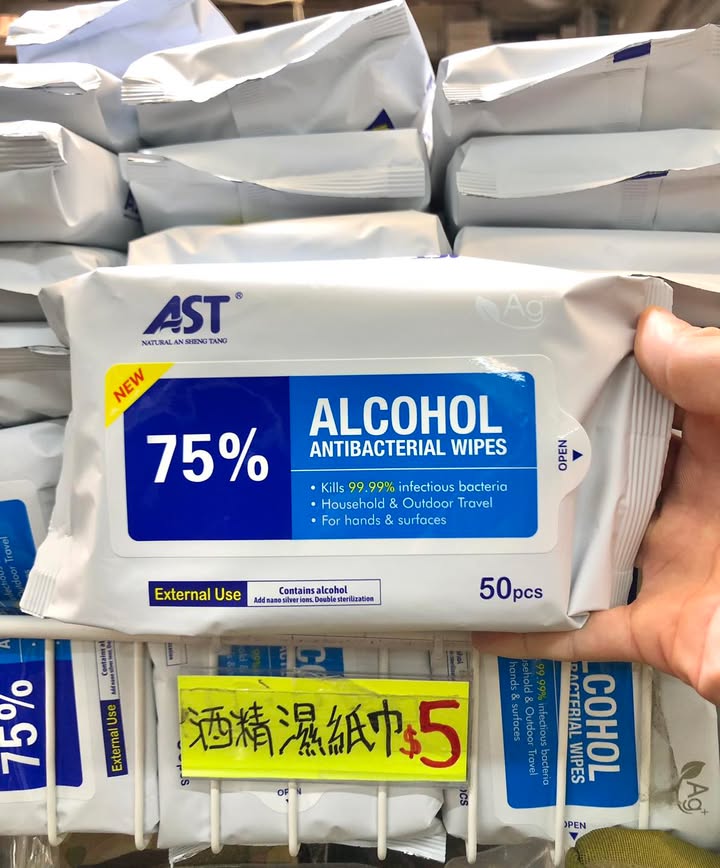 AST®
NATURAL AN SHENG TANG
Ag
NEW
75%
ALCOHOL
ANTIBACTERIAL WIPES
• Kills 99.99% infectious bacteria
• Household & Outdoor Travel
• For hands & surfaces
OPEN
External Use
Contains alcohol
Add nano silver ions. Double sterilization
50pcs
75%
External Use
酒精濕紙巾$5
OPEN
99.99% infectious bacteria
Household & Outdoor Travel
hands & surfaces
COHOL
BACTERIAL WIPES
OPEN
Ag+